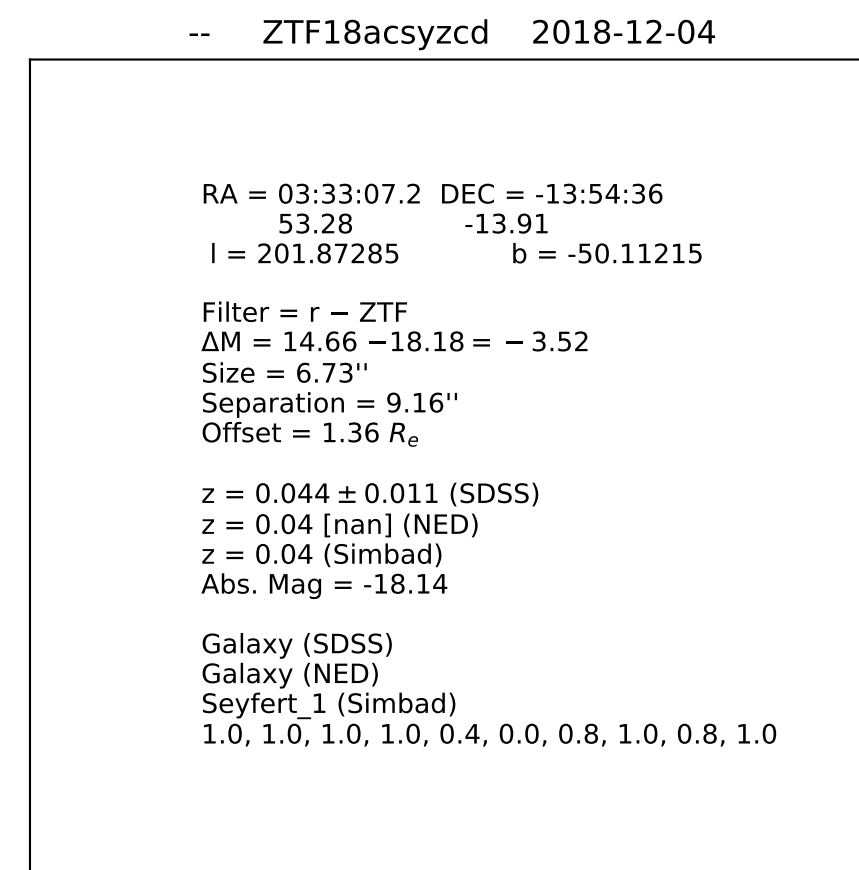 -- ZTF18acsyzcd 2018-12-04
RA = 03:33:07.2 DEC = -13:54:36
53.28 -13.91
l = 201.87285 b = -50.11215
Filter = r − ZTF
ΔM = 14.66 −18.18 = − 3.52
Size = 6.73''
Separation = 9.16''
Offset = 1.36 Rₑ
z = 0.044 ± 0.011 (SDSS)
z = 0.04 [nan] (NED)
z = 0.04 (Simbad)
Abs. Mag = -18.14
Galaxy (SDSS)
Galaxy (NED)
Seyfert_1 (Simbad)
1.0, 1.0, 1.0, 1.0, 0.4, 0.0, 0.8, 1.0, 0.8, 1.0